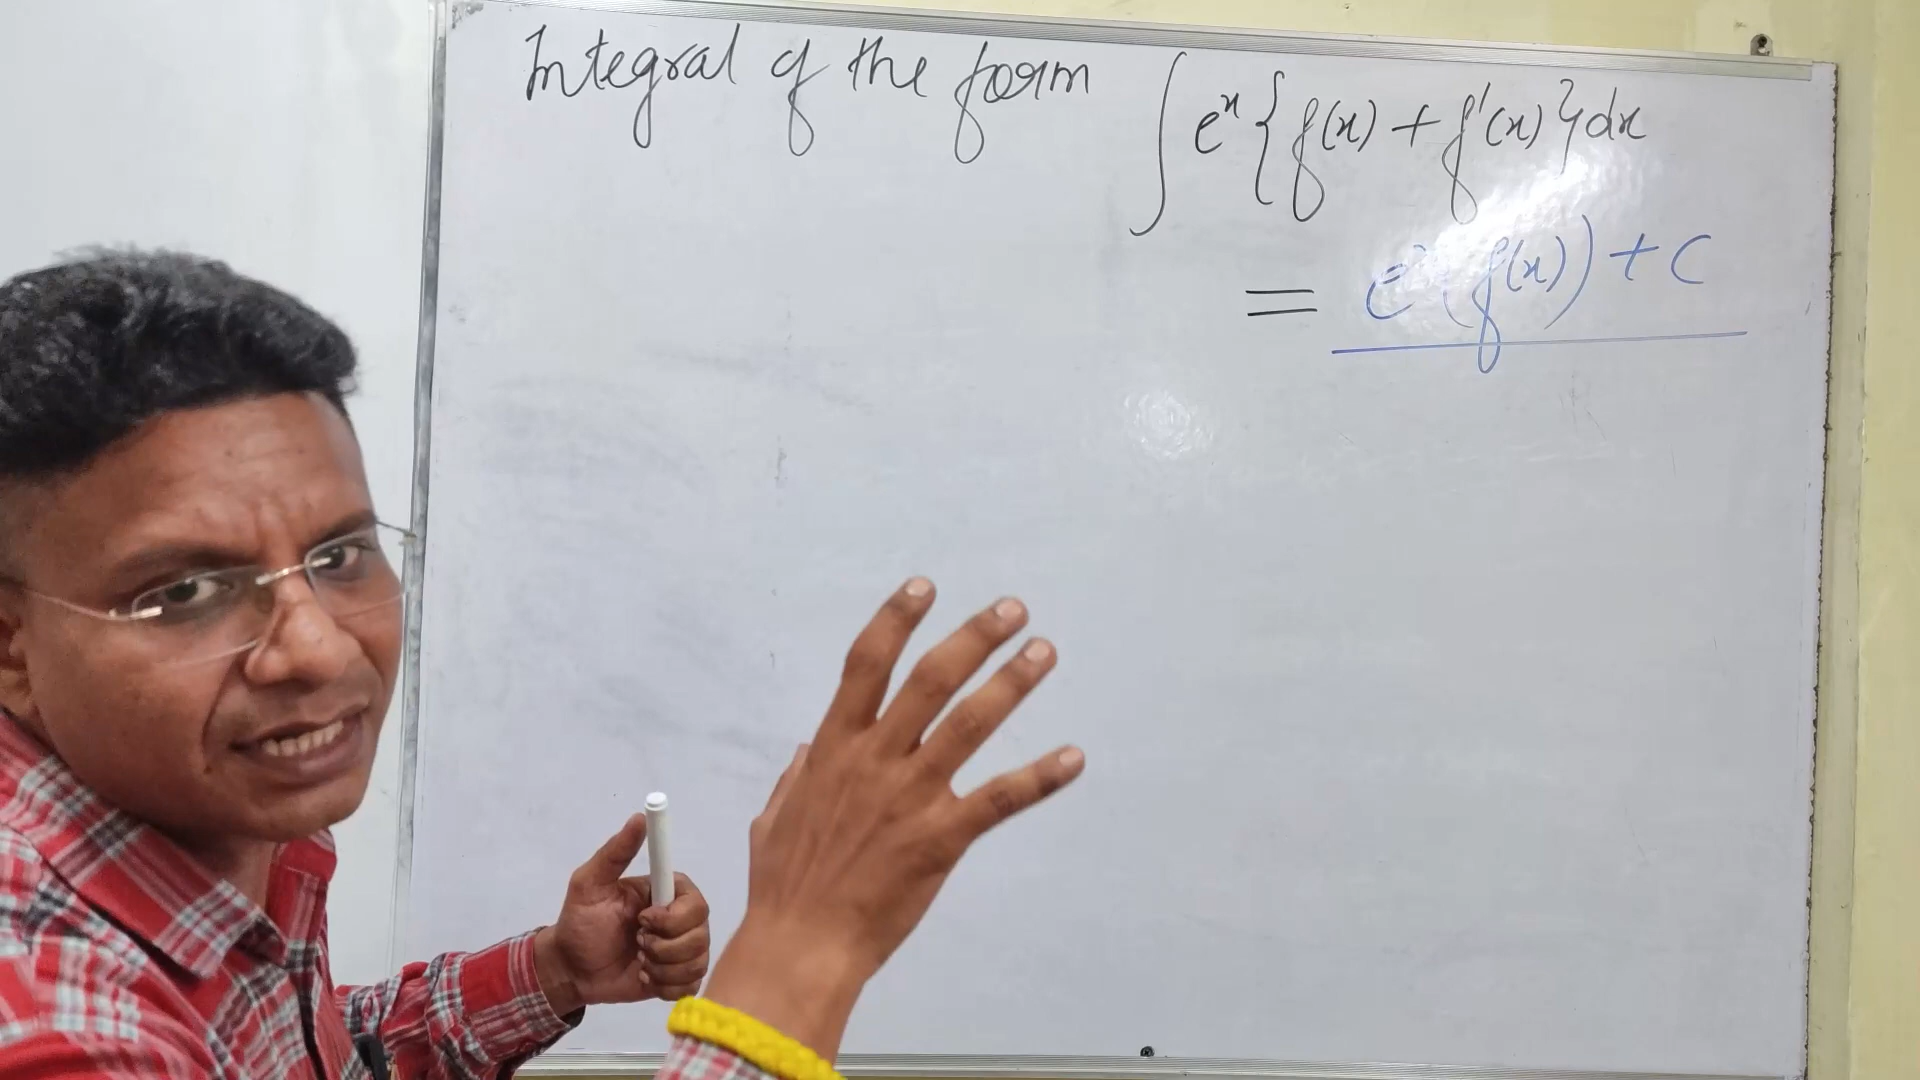 Integral of the form ∫ eˣ {f(x) + f'(x)} dx
= eˣ (f(x)) + C